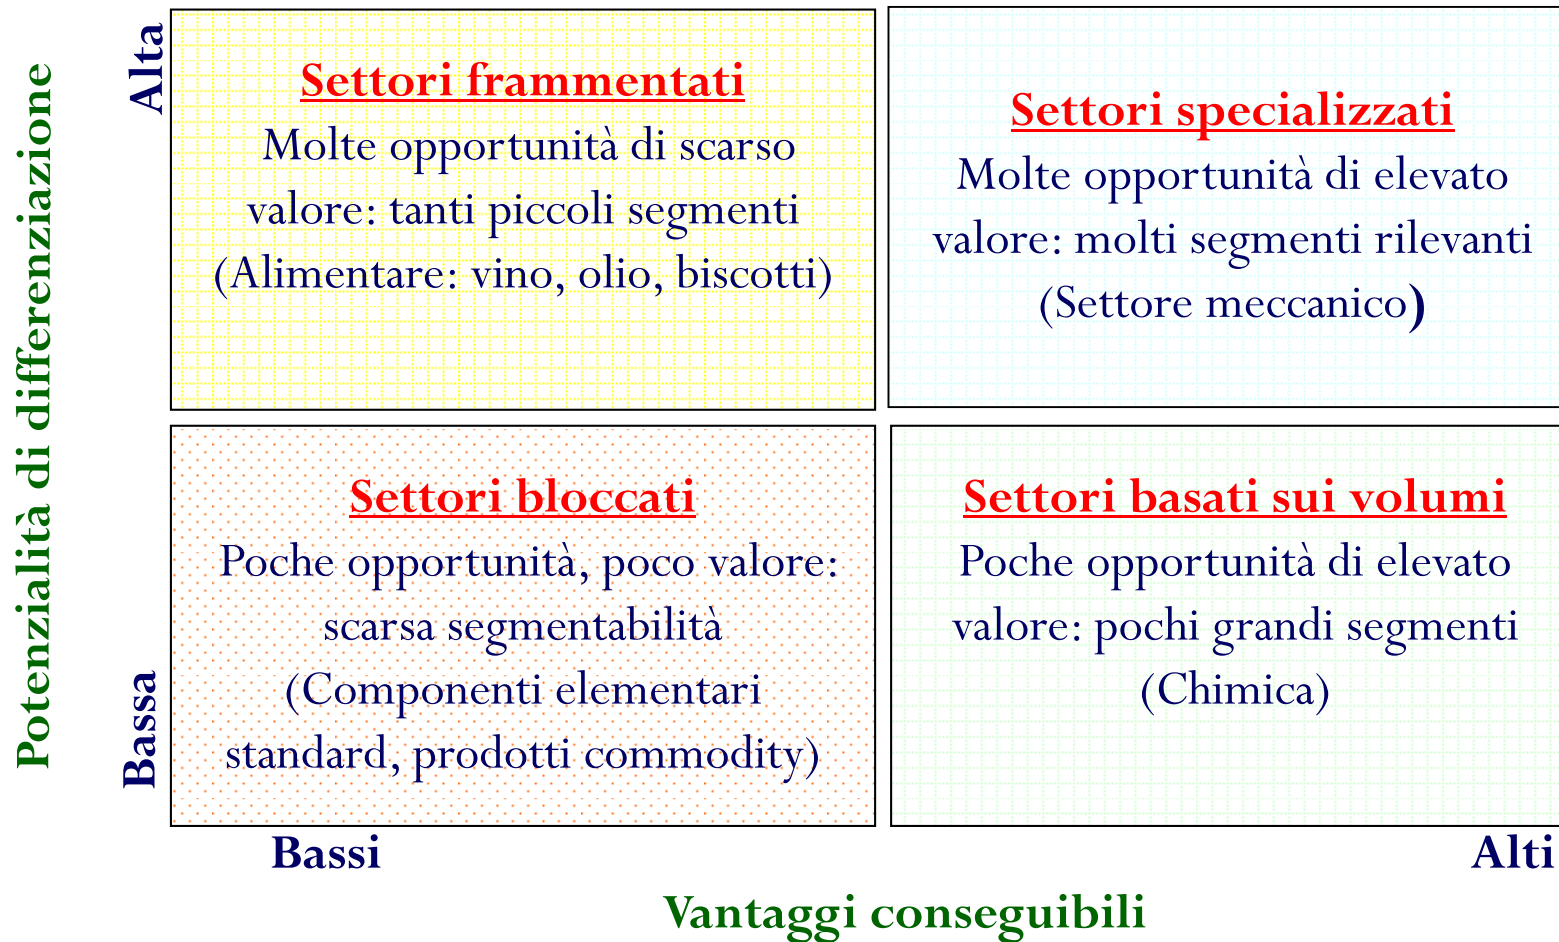 Potenzialità di differenziazione
Alta
Settori frammentati
Molte opportunità di scarso
valore: tanti piccoli segmenti
(Alimentare: vino, olio, biscotti)
Settori specializzati
Molte opportunità di elevato
valore: molti segmenti rilevanti
(Settore meccanico)
Bassa
Settori bloccati
Poche opportunità, poco valore:
scarsa segmentabilità
(Componenti elementari
standard, prodotti commodity)
Settori basati sui volumi
Poche opportunità di elevato
valore: pochi grandi segmenti
(Chimica)
Bassi
Alti
Vantaggi conseguibili